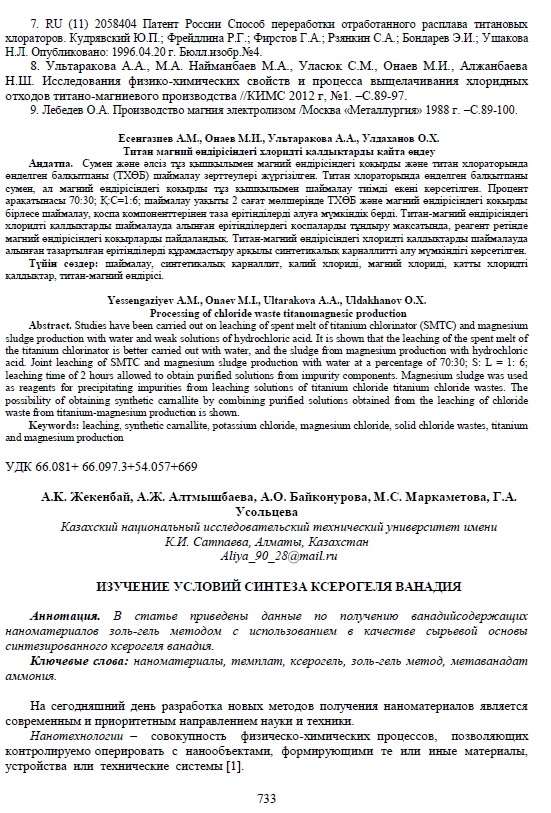 7. RU (11) 2058404 Патент России Способ переработки отработанного расплава титановых
хлораторов. Кудрявский Ю.П.; Фрейдлина Р.Г.; Фирстов Г.А.; Рзянкин С.А.; Бондарев Э.И.; Ушакова
Н.Л. Опубликовано: 1996.04.20 г. Бюлл.изобр.№4.
8. Ультаракова А.А., М.А. Найманбаев М.А., Уласюк С.М., Онаев М.И., Алжанбаева
Н.Ш. Исследования физико-химических свойств и процесса выщелачивания хлоридных
отходов титано-магниевого производства //КИМС 2012 г, №1. –С.89-97.
9. Лебедев О.А. Производство магния электролизом /Москва «Металлургия» 1988 г. –С.89-100.
Есенгазиев А.М., Онаев М.И., Ультаракова А.А., Улдаханов О.Х.
Титан магний өндірісіндегі хлоридті қалдықтарды қайта өңдеу
Андатпа. Сумен және әлсіз тұз қышқылымен магний өндірісіндегі қоқырды және титан хлораторында
өңделген балқытпаны (ТХӨБ) шаймалау зерттеулері жүргізілген. Титан хлораторында өңделген балқытпаны
сумен, ал магний өндірісіндегі қоқырды тұз қышқылымен шаймалау тиімді екені көрсетілген. Процент
арақатынасы 70:30; Қ:С=1:6; шаймалау уақыты 2 сағат мөлшерінде ТХӨБ және магний өндірісіндегі қоқырды
бірлесе шаймалау, қоспа компоненттерінен таза ерітінділерді алуға мүмкіндік берді. Титан-магний өндірісіндегі
хлоридті қалдықтарды шаймалауда алынған ерітінділердегі қоспаларды тұндыру мақсатында, реагент ретінде
магний өндірісіндегі қоқырларды пайдаландық. Титан-магний өндірісіндегі хлоридті қалдықтарды шаймалауда
алынған тазартылған ерітінділерді құрамдастыру арқылы синтетикалық карналлитті алу мүмкіндігі көрсетілген.
Түйін сөздер: шаймалау, синтетикалық карналлит, калий хлориді, магний хлориді, қатты хлоридті
қалдықтар, титан-магний өндірісі.
Yessengaziyev A.M., Onaev M.I., Ultarakova A.A., Uldakhanov O.X.
Processing of chloride waste titanomagnesic production
Abstract. Studies have been carried out on leaching of spent melt of titanium chlorinator (SMTC) and magnesium
sludge production with water and weak solutions of hydrochloric acid. It is shown that the leaching of the spent melt of
the titanium chlorinator is better carried out with water, and the sludge from magnesium production with hydrochloric
acid. Joint leaching of SMTC and magnesium sludge production with water at a percentage of 70:30; S: L = 1: 6;
leaching time of 2 hours allowed to obtain purified solutions from impurity components. Magnesium sludge was used
as reagents for precipitating impurities from leaching solutions of titanium chloride titanium chloride wastes. The
possibility of obtaining synthetic carnallite by combining purified solutions obtained from the leaching of chloride
waste from titanium-magnesium production is shown.
Keywords: leaching, synthetic carnallite, potassium chloride, magnesium chloride, solid chloride wastes, titanium
and magnesium production
УДК 66.081+ 66.097.3+54.057+669
А.К. Жекенбай, А.Ж. Алтмышбаева, А.О. Байконурова, М.С. Маркаметова, Г.А.
Усольцева
Казахский национальный исследовательский технический университет имени
К.И. Сатпаева, Алматы, Казахстан
Aliya_90_28@mail.ru
ИЗУЧЕНИЕ УСЛОВИЙ СИНТЕЗА КСЕРОГЕЛЯ ВАНАДИЯ
Аннотация. В статье приведены данные по получению ванадийсодержащих
наноматериалов золь-гель методом с использованием в качестве сырьевой основы
синтезированного ксерогеля ванадия.
Ключевые слова: наноматериалы, темплат, ксерогель, золь-гель метод, метаванадат
аммония.
На сегодняшний день разработка новых методов получения наноматериалов является
современным и приоритетным направлением науки и техники.
Нанотехнологии – совокупность физическо-химических процессов, позволяющих
контролируемо оперировать с нанообъектами, формирующими те или иные материалы,
устройства или технические системы [1].
733